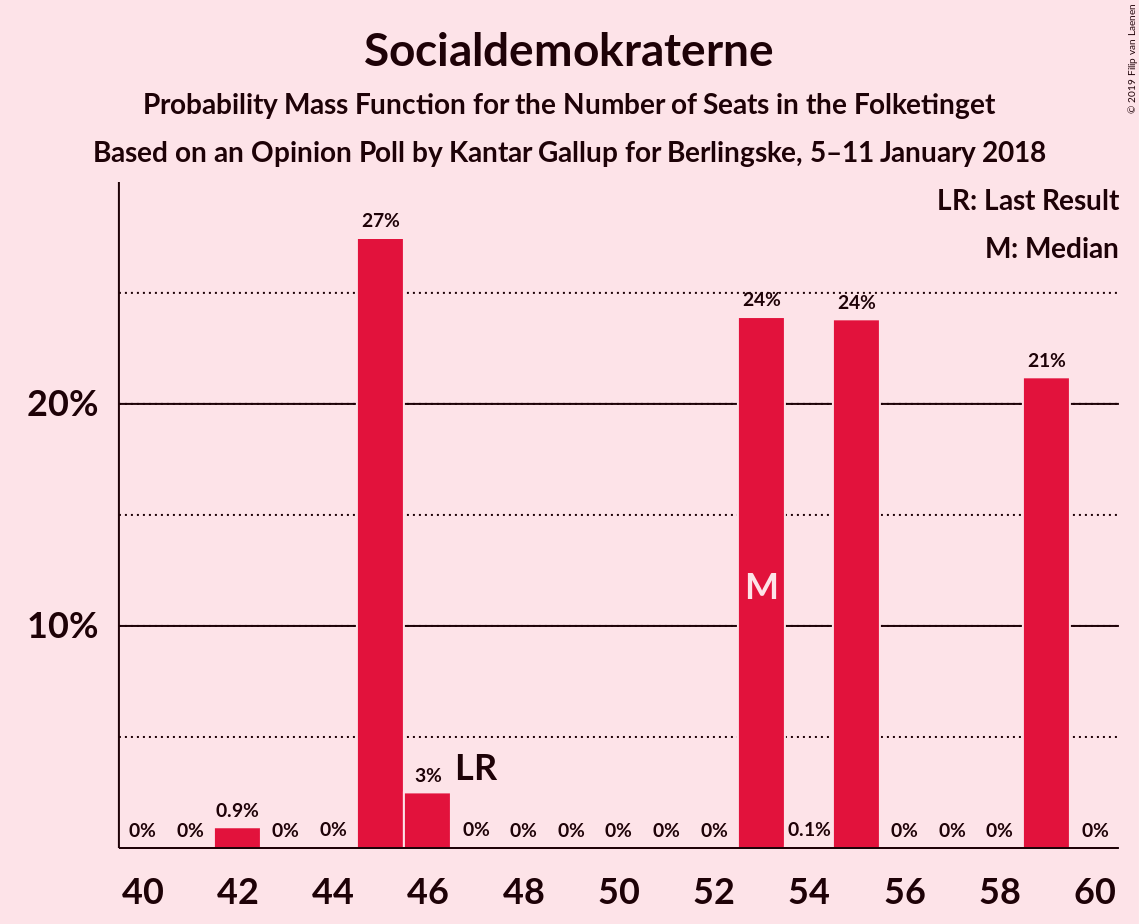 Socialdemokraterne
Probability Mass Function for the Number of Seats in the Folketinget
Based on an Opinion Poll by Kantar Gallup for Berlingske, 5–11 January 2018
© 2019 Filip van Laenen
LR: Last Result
M: Median
27%
24%
24%
21%
20%
10%
M
LR
3%
0.9%
0% 0% 0% 0% 0% 0% 0% 0% 0% 0% 0.1% 0% 0% 0% 0%
40 42 44 46 48 50 52 54 56 58 60